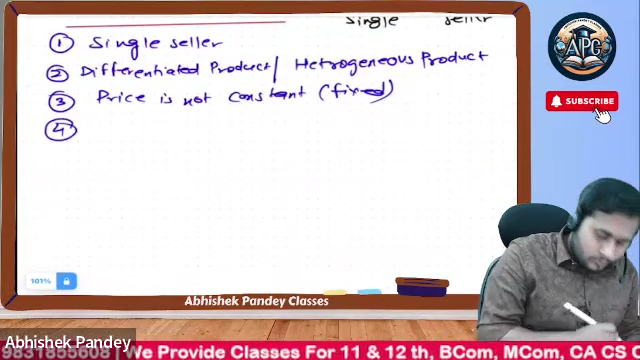 single seller
① Single seller
② Differentiated Product / Hetrogeneous Product
③ Price is not constant (fixed)
④
APG
SUBSCRIBE
101%
Abhishek Pandey Classes
Abhishek Pandey
9831855608 | We Provide Classes For 11 & 12 th, BCom, MCom, CA CS C